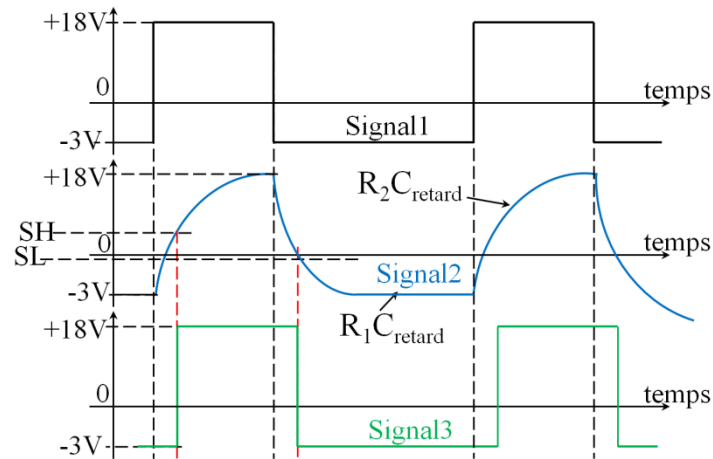 +18V
0
temps
Signal1
-3V
+18V
R2Cretard
SH
0
temps
SL
Signal2
-3V
R1Cretard
+18V
0
temps
Signal3
-3V